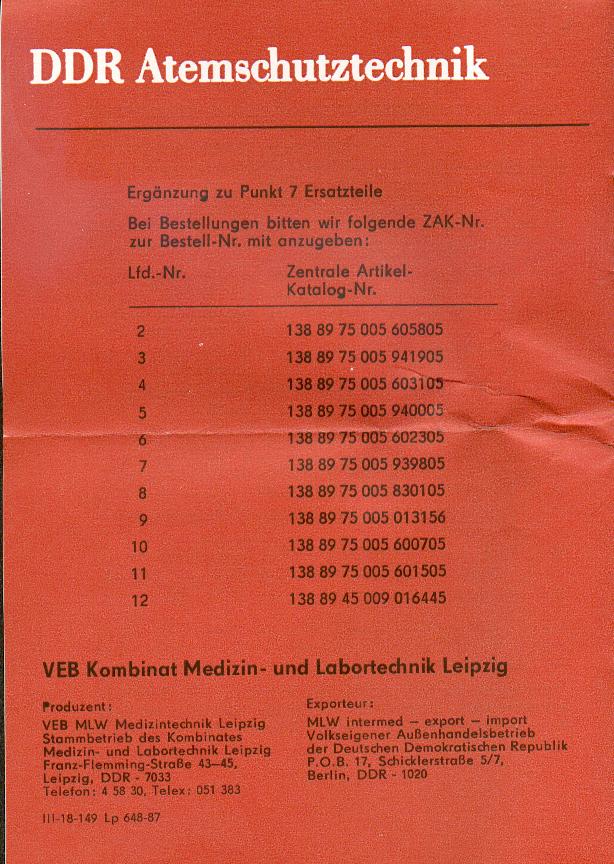 DDR Atemschutztechnik
Ergänzung zu Punkt 7 Ersatzteile
Bei Bestellungen bitten wir folgende ZAK-Nr.
zur Bestell-Nr. mit anzugeben:
Lfd.-Nr. Zentrale Artikel-
Katalog-Nr.
2 138 89 75 005 605805
3 138 89 75 005 941905
4 138 89 75 005 603105
5 138 89 75 005 940005
6 138 89 75 005 602305
7 138 89 75 005 939805
8 138 89 75 005 830105
9 138 89 75 005 013156
10 138 89 75 005 600705
11 138 89 75 005 601505
12 138 89 45 009 016445
VEB Kombinat Medizin- und Labortechnik Leipzig
Produzent:
VEB MLW Medizintechnik Leipzig
Stammbetrieb des Kombinates
Medizin- und Labortechnik Leipzig
Franz-Flemming-Straße 43–45,
Leipzig, DDR - 7033
Telefon: 4 58 30, Telex: 051 383
Exporteur:
MLW intermed – export – import
Volkseigener Außenhandelsbetrieb
der Deutschen Demokratischen Republik
P.O.B. 17, Schicklerstraße 5/7,
Berlin, DDR - 1020
III-18-149 Lp 648-87